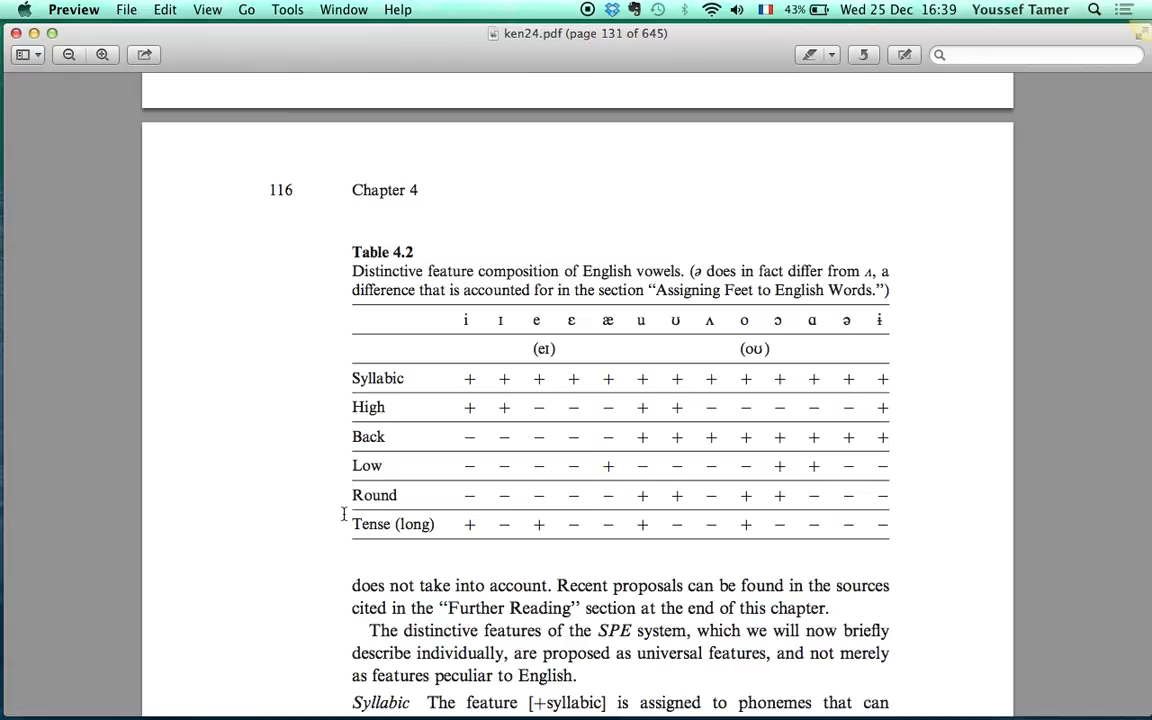 Preview File Edit View Go Tools Window Help 43% Wed 25 Dec 16:39 Youssef Tamer
ken24.pdf (page 131 of 645)
116 Chapter 4
Table 4.2
Distinctive feature composition of English vowels. (ə does in fact differ from ʌ, a
difference that is accounted for in the section “Assigning Feet to English Words.”)
i ɪ e ɛ æ u ʊ ʌ o ɔ ɑ ə ɨ
(eɪ) (oʊ)
Syllabic + + + + + + + + + + + + +
High + + − − − + + − − − − − +
Back − − − − − + + + + + + + +
Low − − − − + − − − − + + − −
Round − − − − − + + − + + − − −
Tense (long) + − + − − + − − + − − − −
does not take into account. Recent proposals can be found in the sources
cited in the “Further Reading” section at the end of this chapter.
The distinctive features of the SPE system, which we will now briefly
describe individually, are proposed as universal features, and not merely
as features peculiar to English.
Syllabic The feature [+syllabic] is assigned to phonemes that can